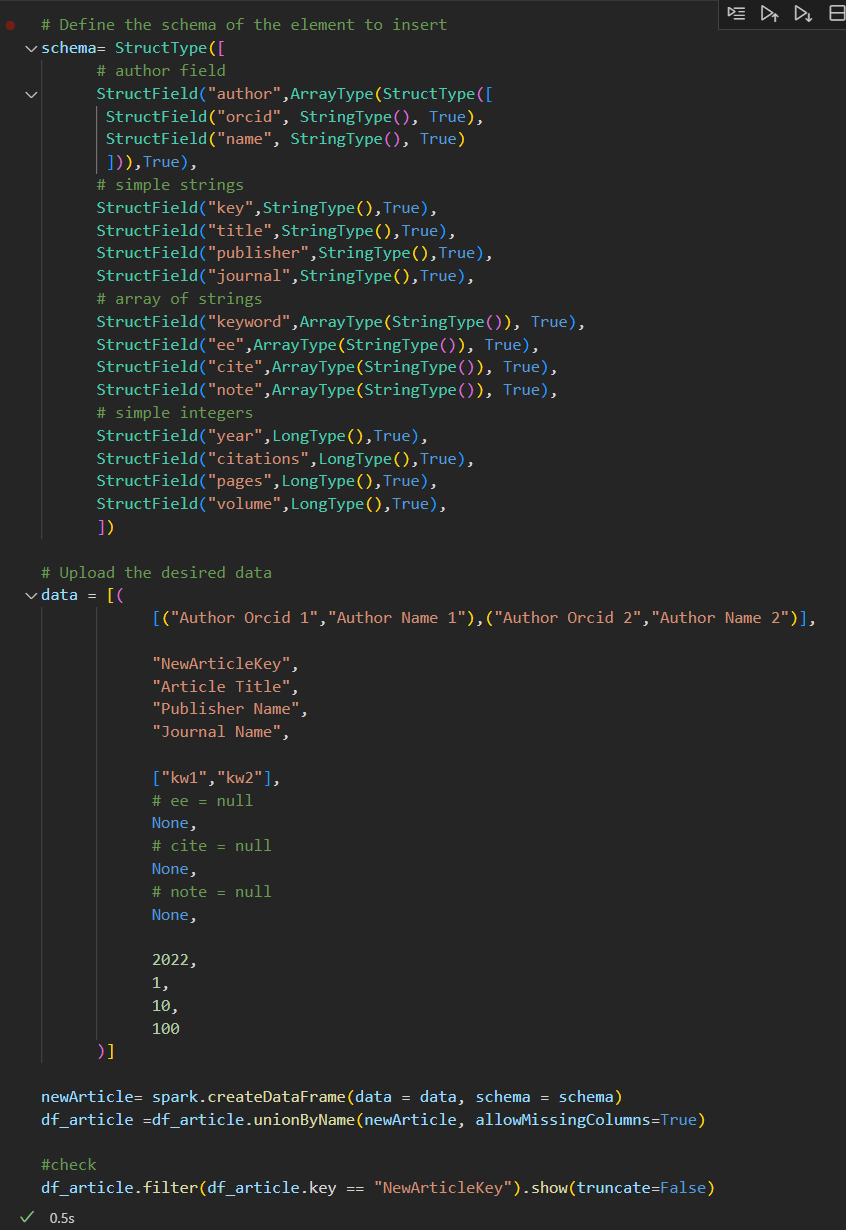 # Define the schema of the element to insert
schema= StructType([
# author field
StructField("author",ArrayType(StructType([
StructField("orcid", StringType(), True),
StructField("name", StringType(), True)
])),True),
# simple strings
StructField("key",StringType(),True),
StructField("title",StringType(),True),
StructField("publisher",StringType(),True),
StructField("journal",StringType(),True),
# array of strings
StructField("keyword",ArrayType(StringType()), True),
StructField("ee",ArrayType(StringType()), True),
StructField("cite",ArrayType(StringType()), True),
StructField("note",ArrayType(StringType()), True),
# simple integers
StructField("year",LongType(),True),
StructField("citations",LongType(),True),
StructField("pages",LongType(),True),
StructField("volume",LongType(),True),
])
# Upload the desired data
data = [(
[("Author Orcid 1","Author Name 1"),("Author Orcid 2","Author Name 2")],
"NewArticleKey",
"Article Title",
"Publisher Name",
"Journal Name",
["kw1","kw2"],
# ee = null
None,
# cite = null
None,
# note = null
None,
2022,
1,
10,
100
)]
newArticle= spark.createDataFrame(data = data, schema = schema)
df_article =df_article.unionByName(newArticle, allowMissingColumns=True)
#check
df_article.filter(df_article.key == "NewArticleKey").show(truncate=False)
0.5s